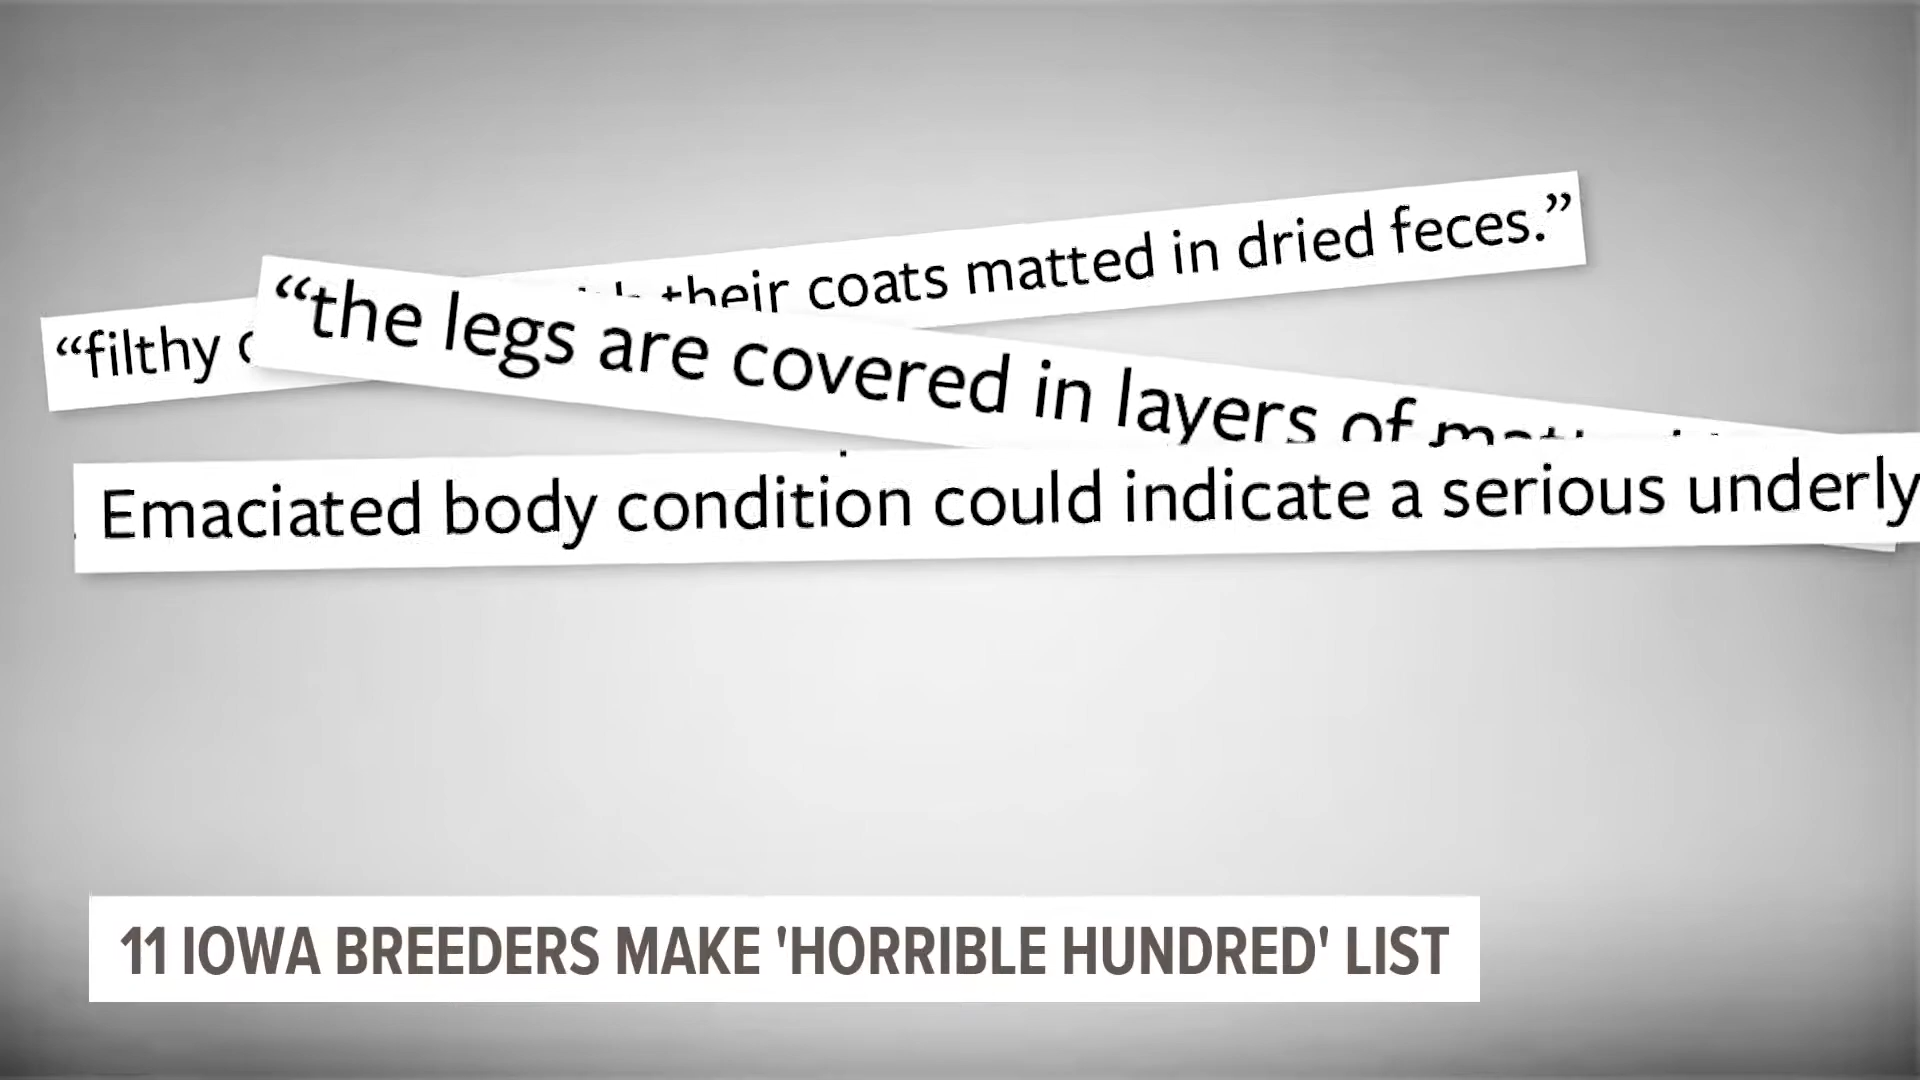 “filthy their coats matted in dried feces.”
“the legs are covered in layers of
Emaciated body condition could indicate a serious underly
11 IOWA BREEDERS MAKE 'HORRIBLE HUNDRED' LIST